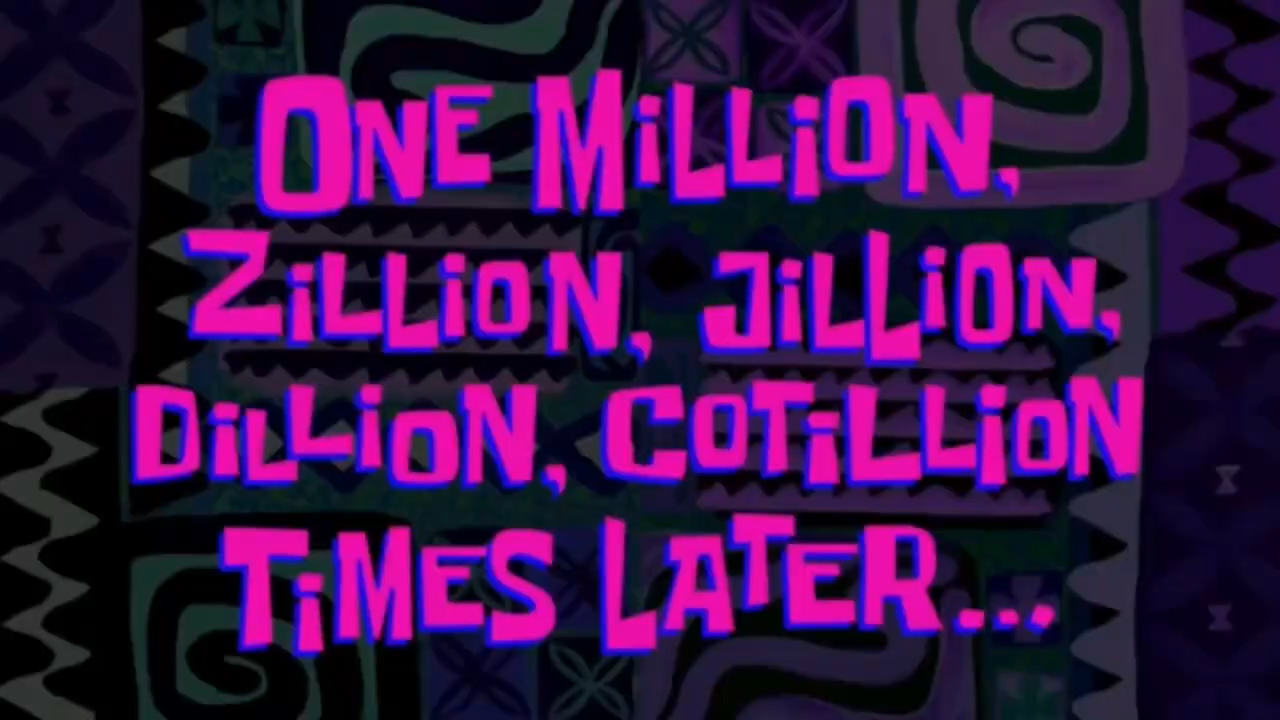 One Million,
Zillion, Jillion,
Dillion, Cotillion
Times Later...